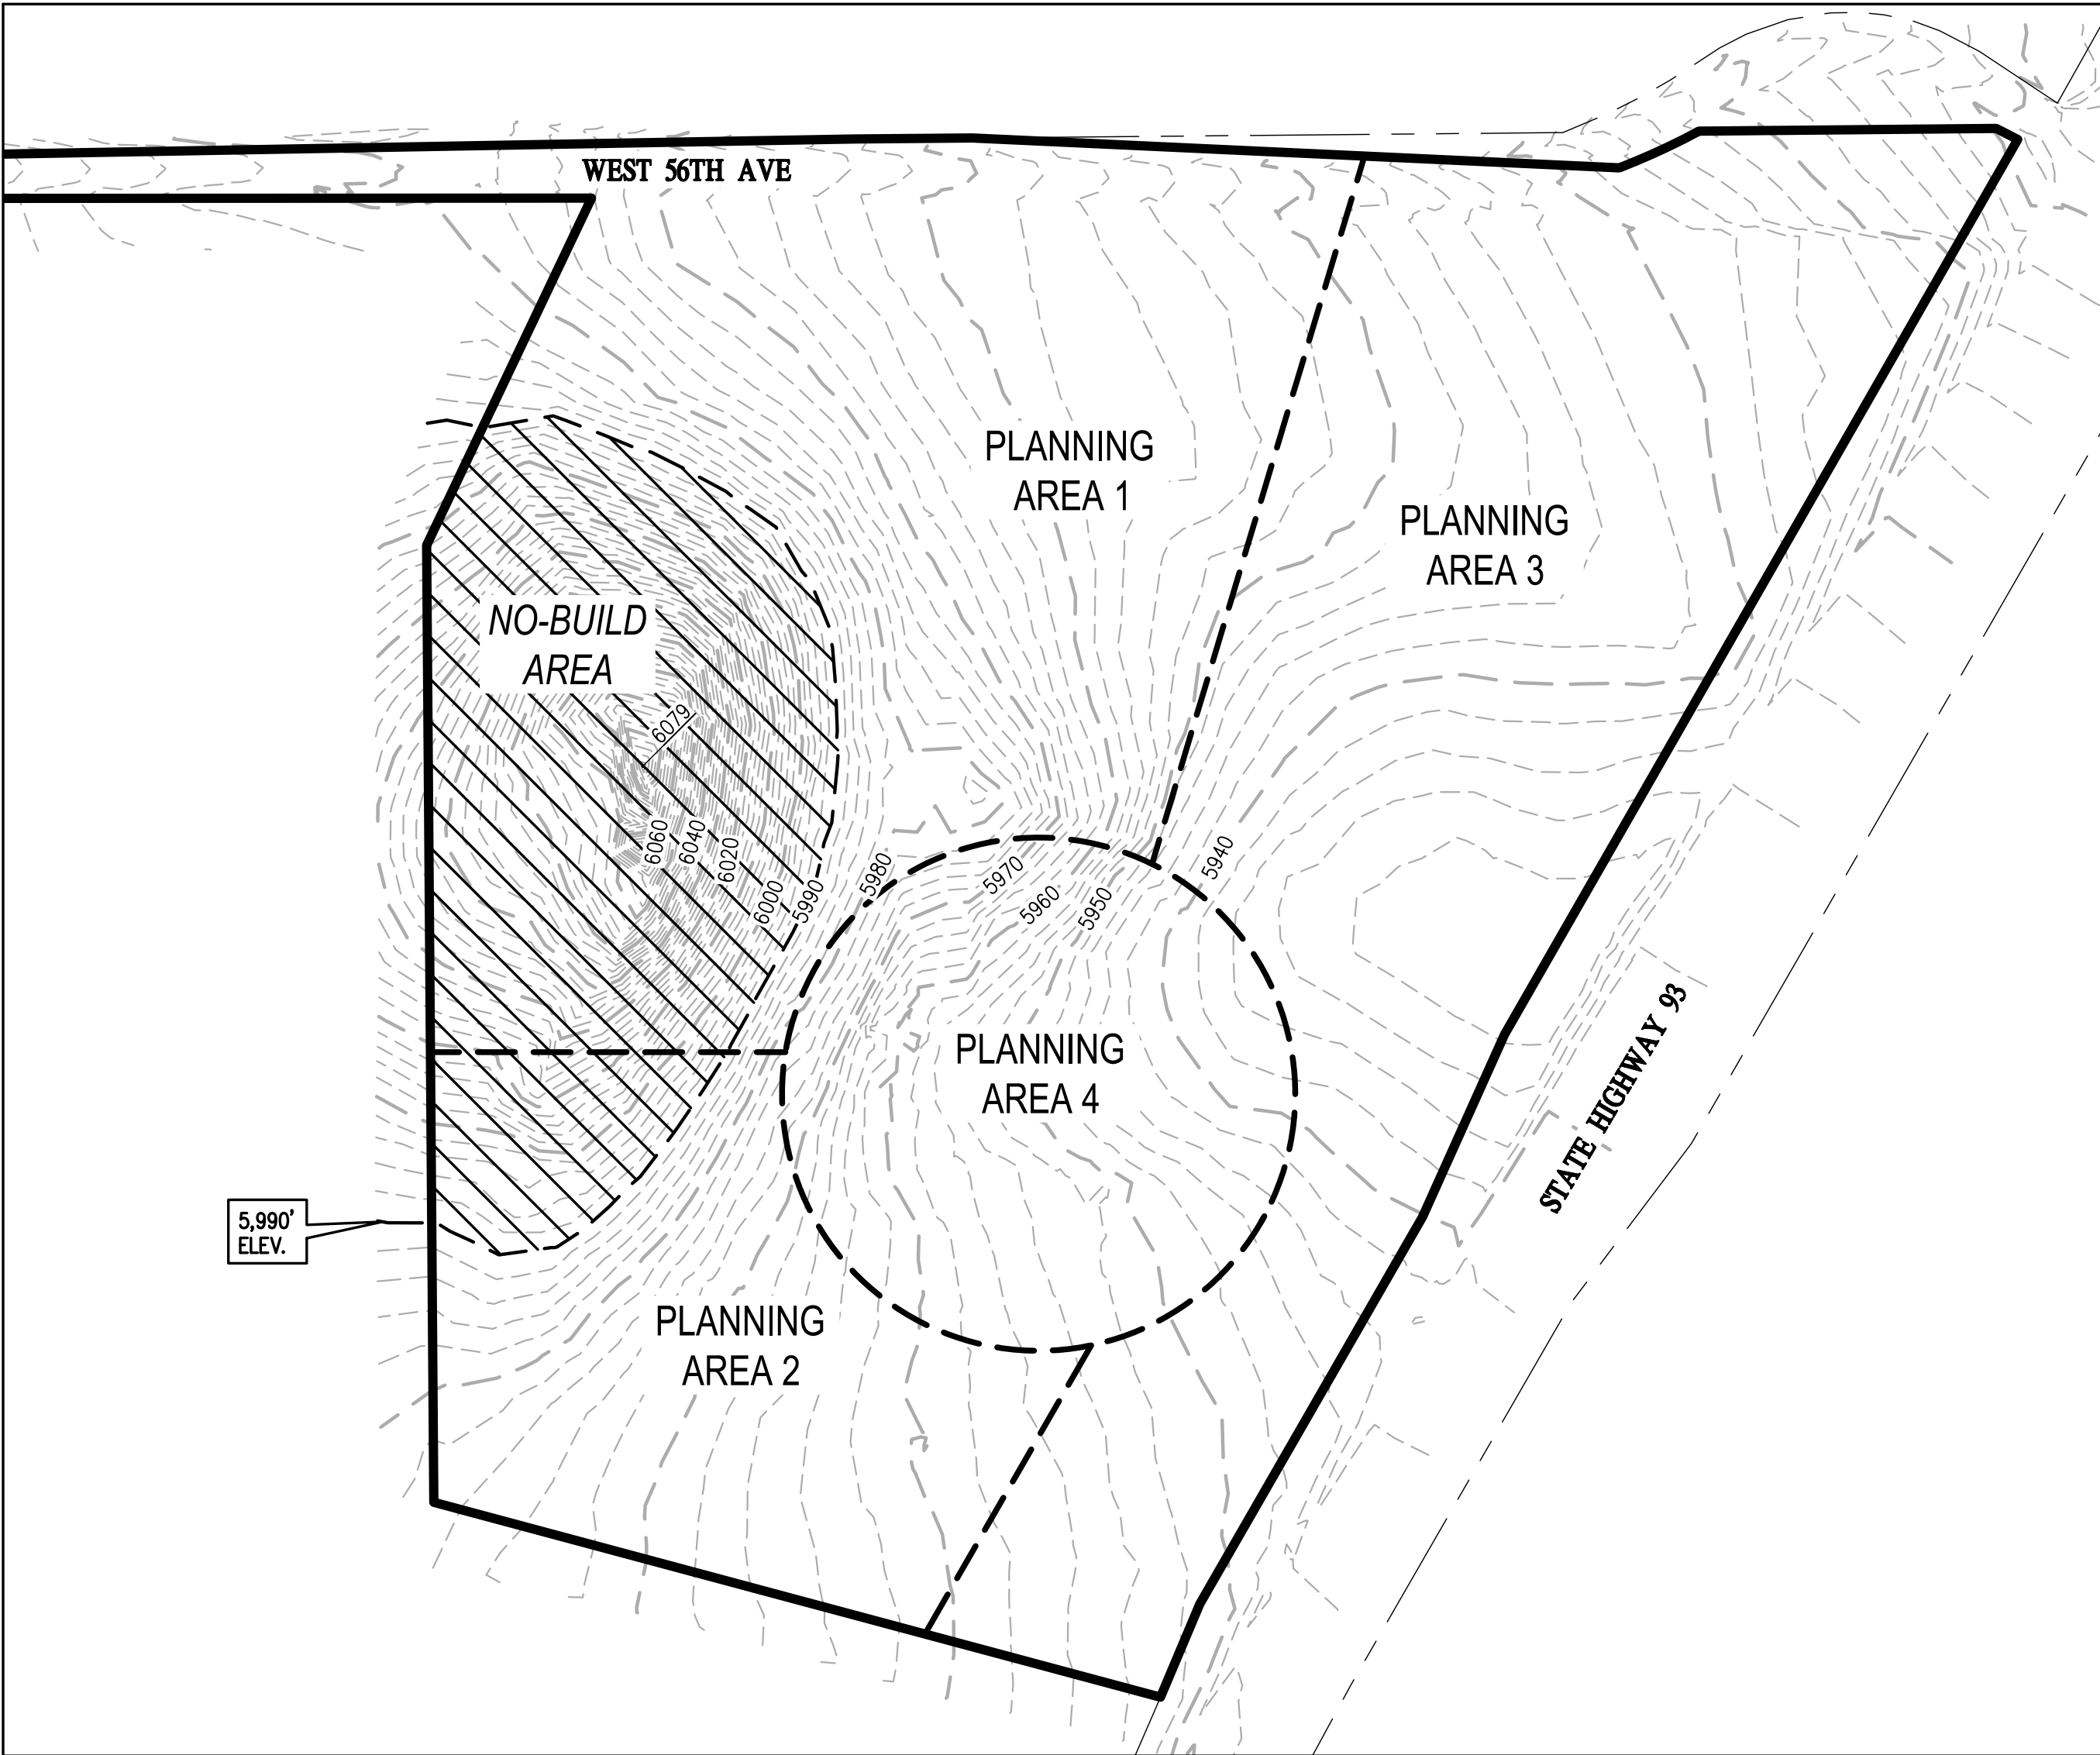 WEST 56TH AVE
PLANNING
AREA 1
PLANNING
AREA 3
NO-BUILD
AREA
6079
6060
6040
6020
6000
5990
5980
5970
5960
5950
5940
PLANNING
AREA 4
STATE HIGHWAY 93
5,990'
ELEV.
PLANNING
AREA 2